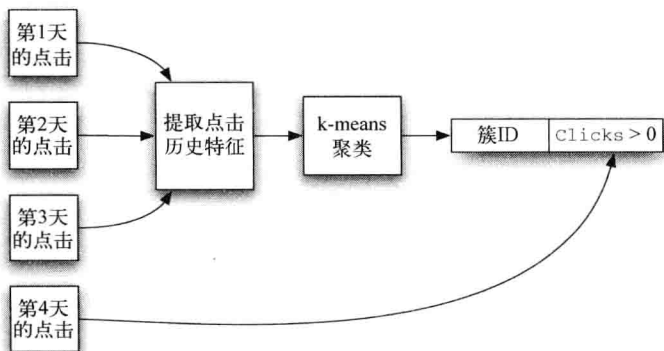 第1天
的点击
第2天
的点击
第3天
的点击
第4天
的点击
提取点击
历史特征
k-means
聚类
簇ID
Clicks > 0